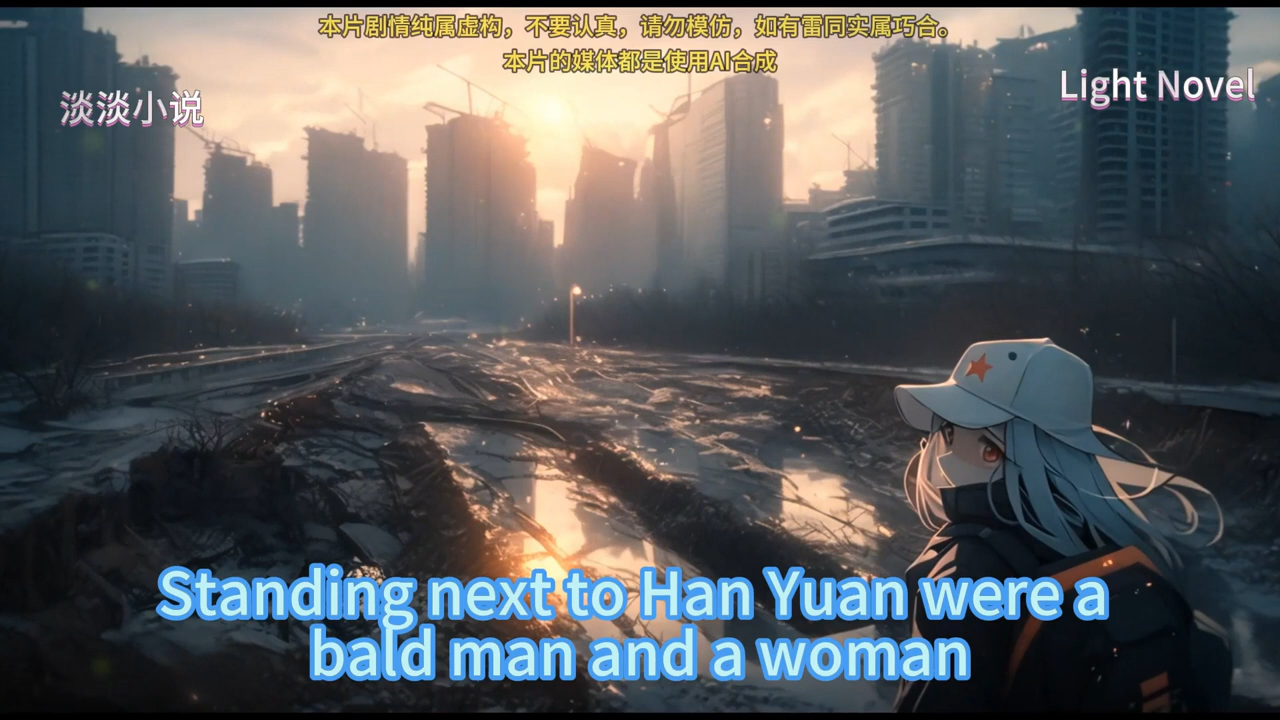 本片剧情纯属虚构，不要认真，请勿模仿，如有雷同实属巧合。
本片的媒体都是使用AI合成
淡淡小说
Light Novel
Standing next to Han Yuan were a
bald man and a woman